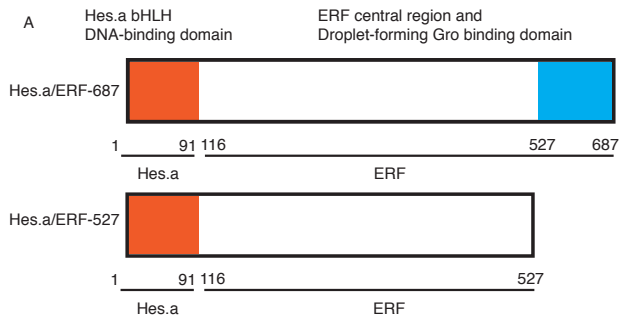 A
Hes.a bHLH
DNA-binding domain
ERF central region and
Droplet-forming Gro binding domain
Hes.a/ERF-687
1 91 116 527 687
Hes.a ERF
Hes.a/ERF-527
1 91 116 527
Hes.a ERF